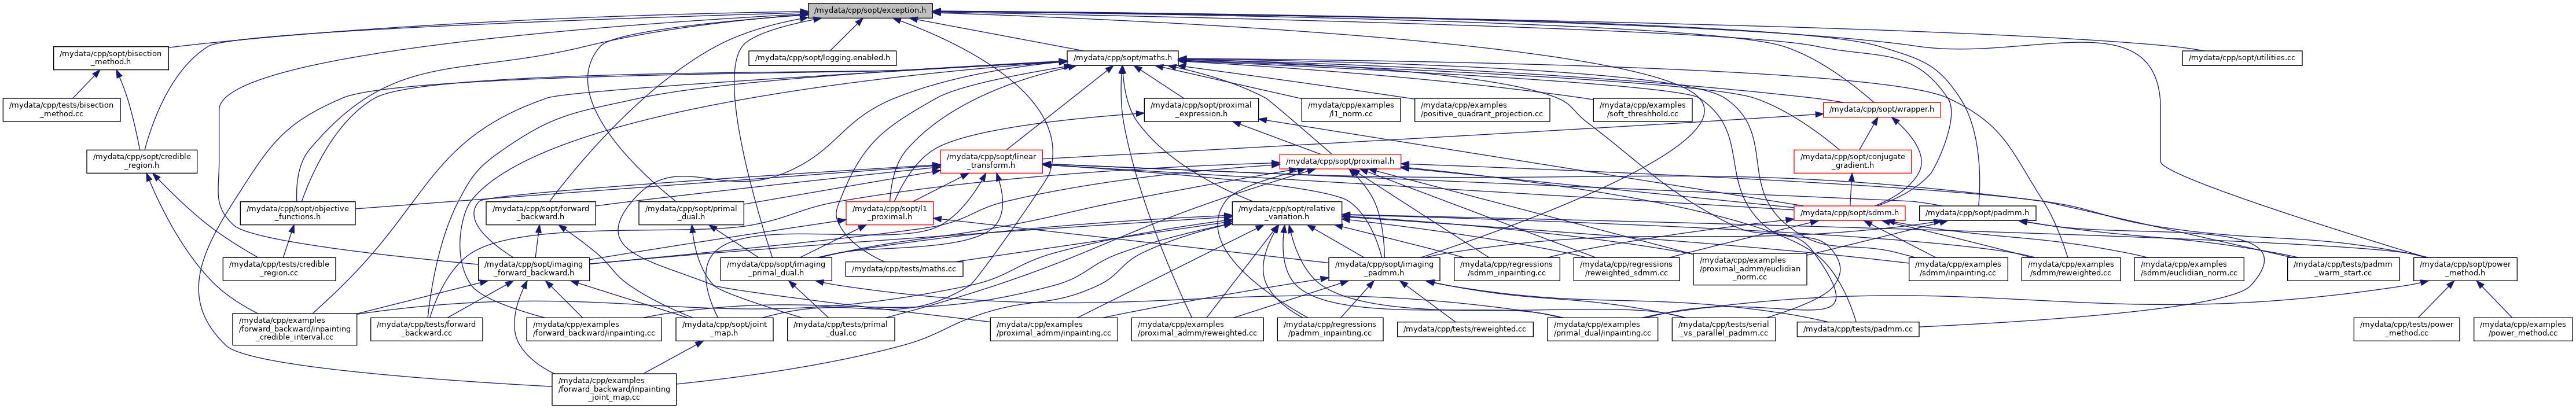 /mydata/cpp/sopt/exception.h
/mydata/cpp/sopt/bisection
_method.h
/mydata/cpp/sopt/logging.enabled.h
/mydata/cpp/sopt/maths.h
/mydata/cpp/sopt/utilities.cc
/mydata/cpp/tests/bisection
_method.cc
/mydata/cpp/sopt/proximal
_expression.h
/mydata/cpp/examples
/l1_norm.cc
/mydata/cpp/examples
/positive_quadrant_projection.cc
/mydata/cpp/examples
/soft_threshhold.cc
/mydata/cpp/sopt/wrapper.h
/mydata/cpp/sopt/credible
_region.h
/mydata/cpp/sopt/linear
_transform.h
/mydata/cpp/sopt/proximal.h
/mydata/cpp/sopt/conjugate
_gradient.h
/mydata/cpp/sopt/objective
_functions.h
/mydata/cpp/sopt/forward
_backward.h
/mydata/cpp/sopt/primal
_dual.h
/mydata/cpp/sopt/l1
_proximal.h
/mydata/cpp/sopt/relative
_variation.h
/mydata/cpp/sopt/sdmm.h
/mydata/cpp/sopt/padmm.h
/mydata/cpp/tests/credible
_region.cc
/mydata/cpp/sopt/imaging
_forward_backward.h
/mydata/cpp/sopt/imaging
_primal_dual.h
/mydata/cpp/tests/maths.cc
/mydata/cpp/sopt/imaging
_padmm.h
/mydata/cpp/regressions
/sdmm_inpainting.cc
/mydata/cpp/regressions
/reweighted_sdmm.cc
/mydata/cpp/examples
/proximal_admm/euclidian
_norm.cc
/mydata/cpp/examples
/sdmm/inpainting.cc
/mydata/cpp/examples
/sdmm/reweighted.cc
/mydata/cpp/examples
/sdmm/euclidian_norm.cc
/mydata/cpp/tests/padmm
_warm_start.cc
/mydata/cpp/sopt/power
_method.h
/mydata/cpp/examples
/forward_backward/inpainting
_credible_interval.cc
/mydata/cpp/tests/forward
_backward.cc
/mydata/cpp/examples
/forward_backward/inpainting.cc
/mydata/cpp/sopt/joint
_map.h
/mydata/cpp/tests/primal
_dual.cc
/mydata/cpp/examples
/proximal_admm/inpainting.cc
/mydata/cpp/examples
/proximal_admm/reweighted.cc
/mydata/cpp/regressions
/padmm_inpainting.cc
/mydata/cpp/tests/reweighted.cc
/mydata/cpp/examples
/primal_dual/inpainting.cc
/mydata/cpp/tests/serial
_vs_parallel_padmm.cc
/mydata/cpp/tests/padmm.cc
/mydata/cpp/tests/power
_method.cc
/mydata/cpp/examples
/power_method.cc
/mydata/cpp/examples
/forward_backward/inpainting
_joint_map.cc